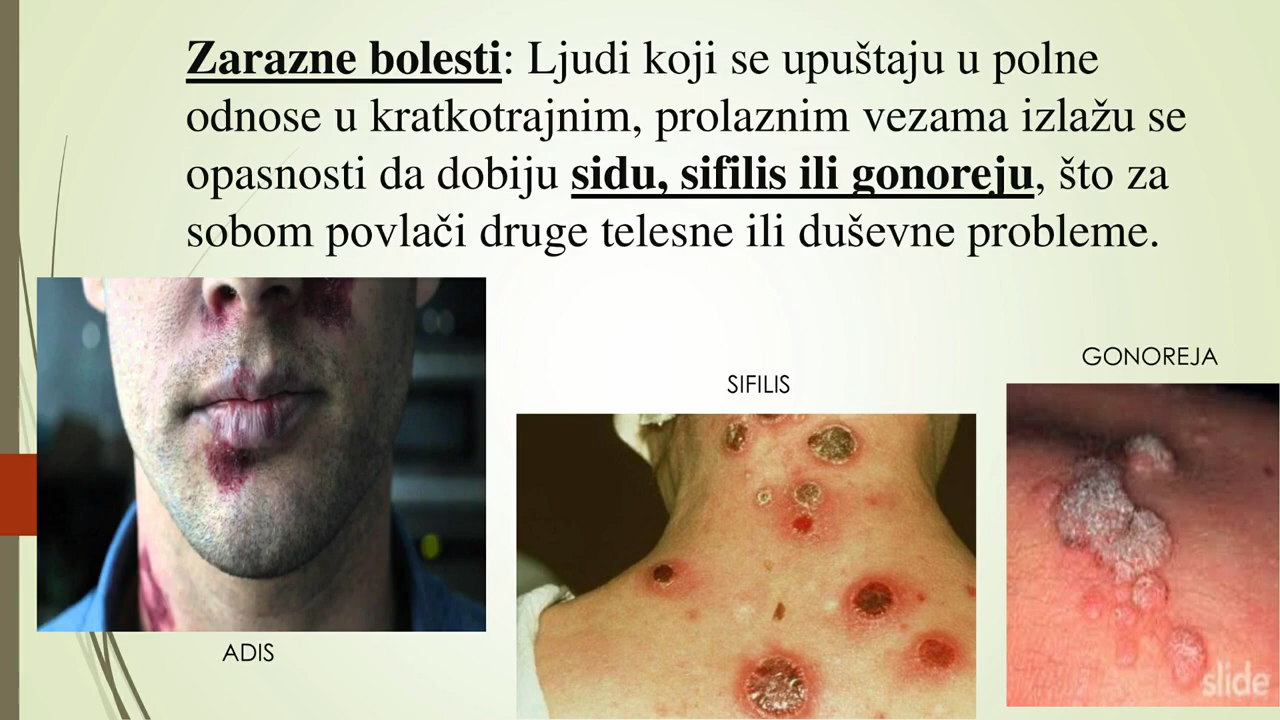 Zarazne bolesti: Ljudi koji se upuštaju u polne
odnose u kratkotrajnim, prolaznim vezama izlažu se
opasnosti da dobiju sidu, sifilis ili gonoreju, što za
sobom povlači druge telesne ili duševne probleme.
GONOREJA
SIFILIS
ADIS
slide